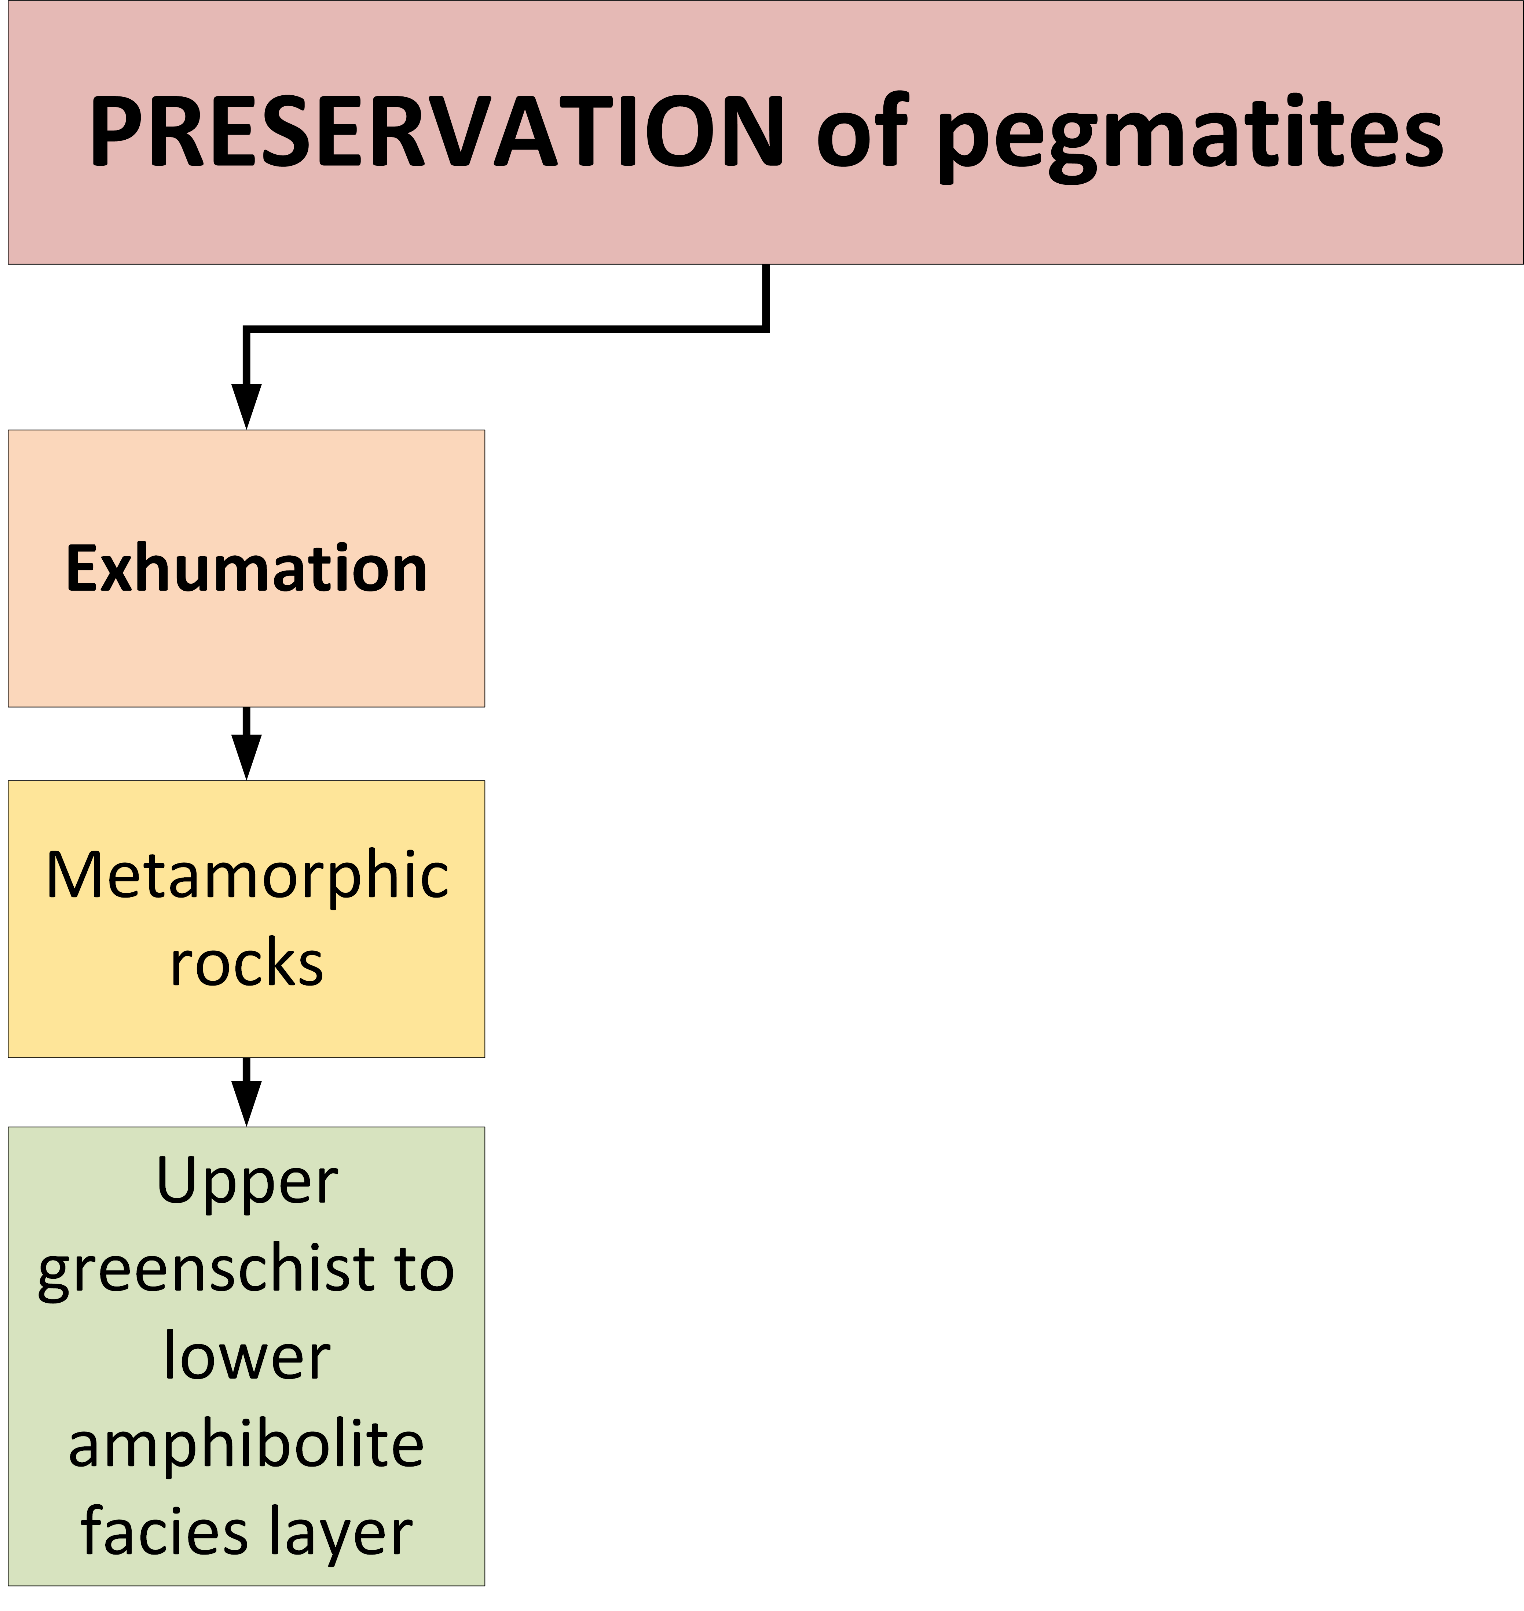 PRESERVATION of pegmatites
Exhumation
Metamorphic
rocks
Upper
greenschist to
lower
amphibolite
facies layer